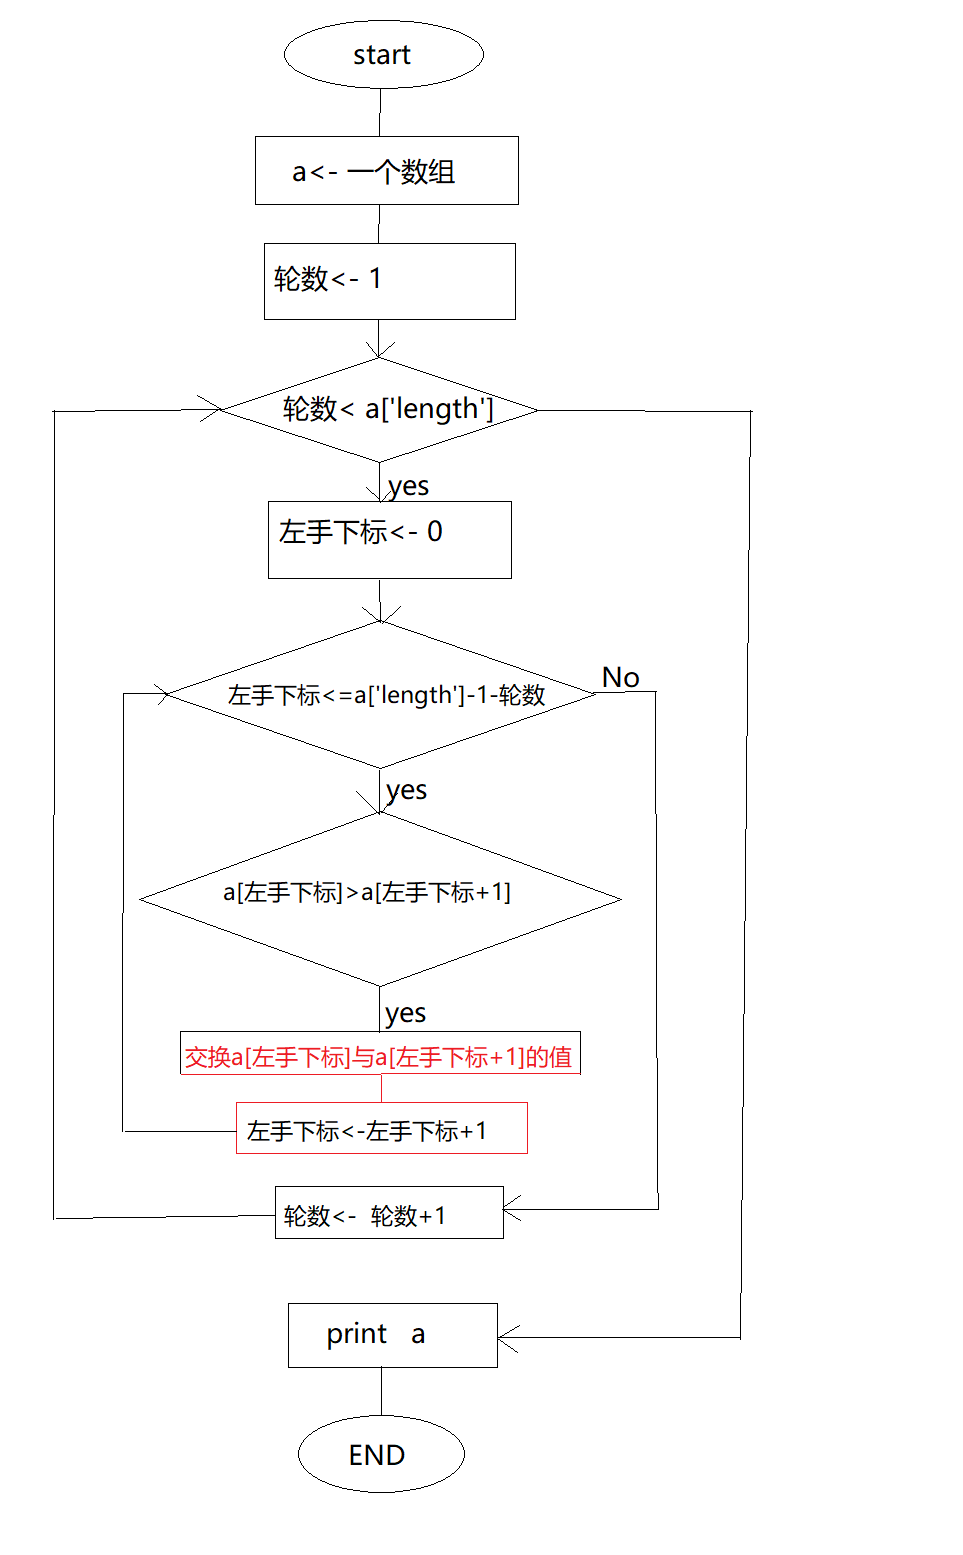 start
a<- 一个数组
轮数<- 1
轮数< a['length']
yes
左手下标<- 0
No
左手下标<=a['length']-1-轮数
yes
a[左手下标]>a[左手下标+1]
yes
交换a[左手下标]与a[左手下标+1]的值
左手下标<-左手下标+1
轮数<- 轮数+1
print a
END